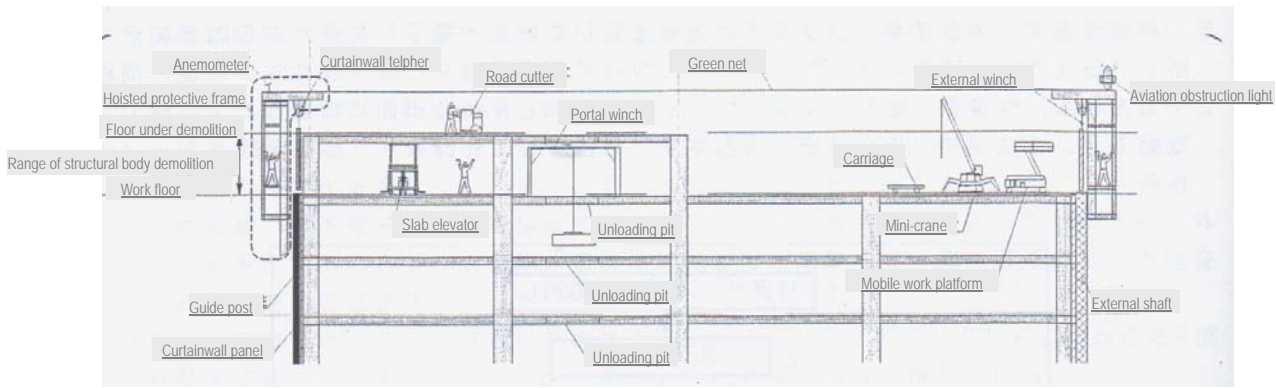 Anemometer
Curtainwall telpher
Hoisted protective frame
Floor under demolition
Range of structural body demolition
Work floor
Road cutter
Portal winch
Green net
External winch
Aviation obstruction light
Carriage
Slab elevator
Unloading pit
Mini-crane
Mobile work platform
Unloading pit
Guide post
External shaft
Curtainwall panel
Unloading pit